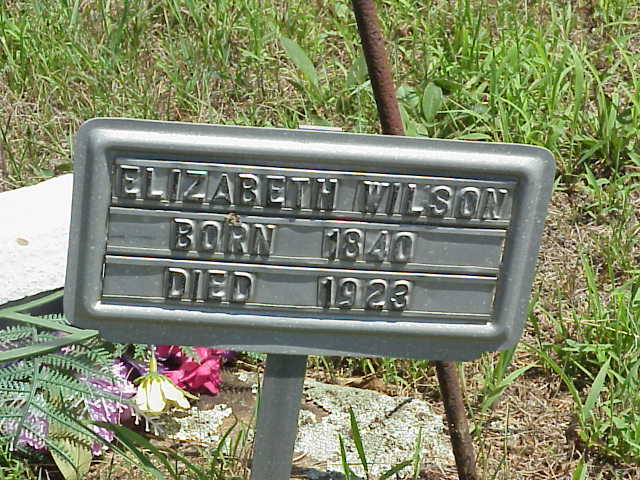 ELIZABETH WILSON
BORN 1840
DIED 1923